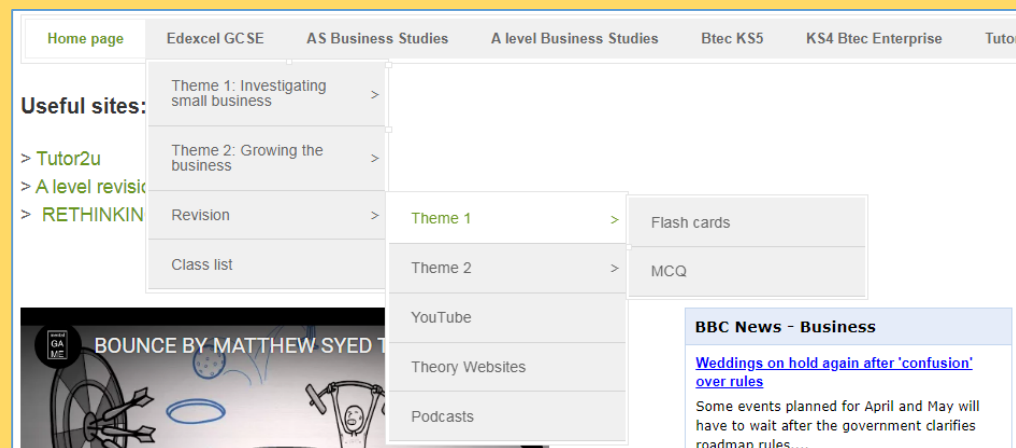 Home page Edexcel GCSE AS Business Studies A level Business Studies Btec KS5 KS4 Btec Enterprise
Useful sites:
> Tutor2u
> A level
>
Theme 1: Investigating
small business >
Theme 2: Growing the
business >
Revision >
Class list
Theme 1 >
Theme 2 >
YouTube
Theory Websites
Podcasts
Flash cards
MCQ
GA
ME
BOUNCE BY MATTHEW SYED
BBC News - Business
Weddings on hold again after 'confusion'
over rules
Some events planned for April and May will
have to wait after the government clarifies
roadmap rules....